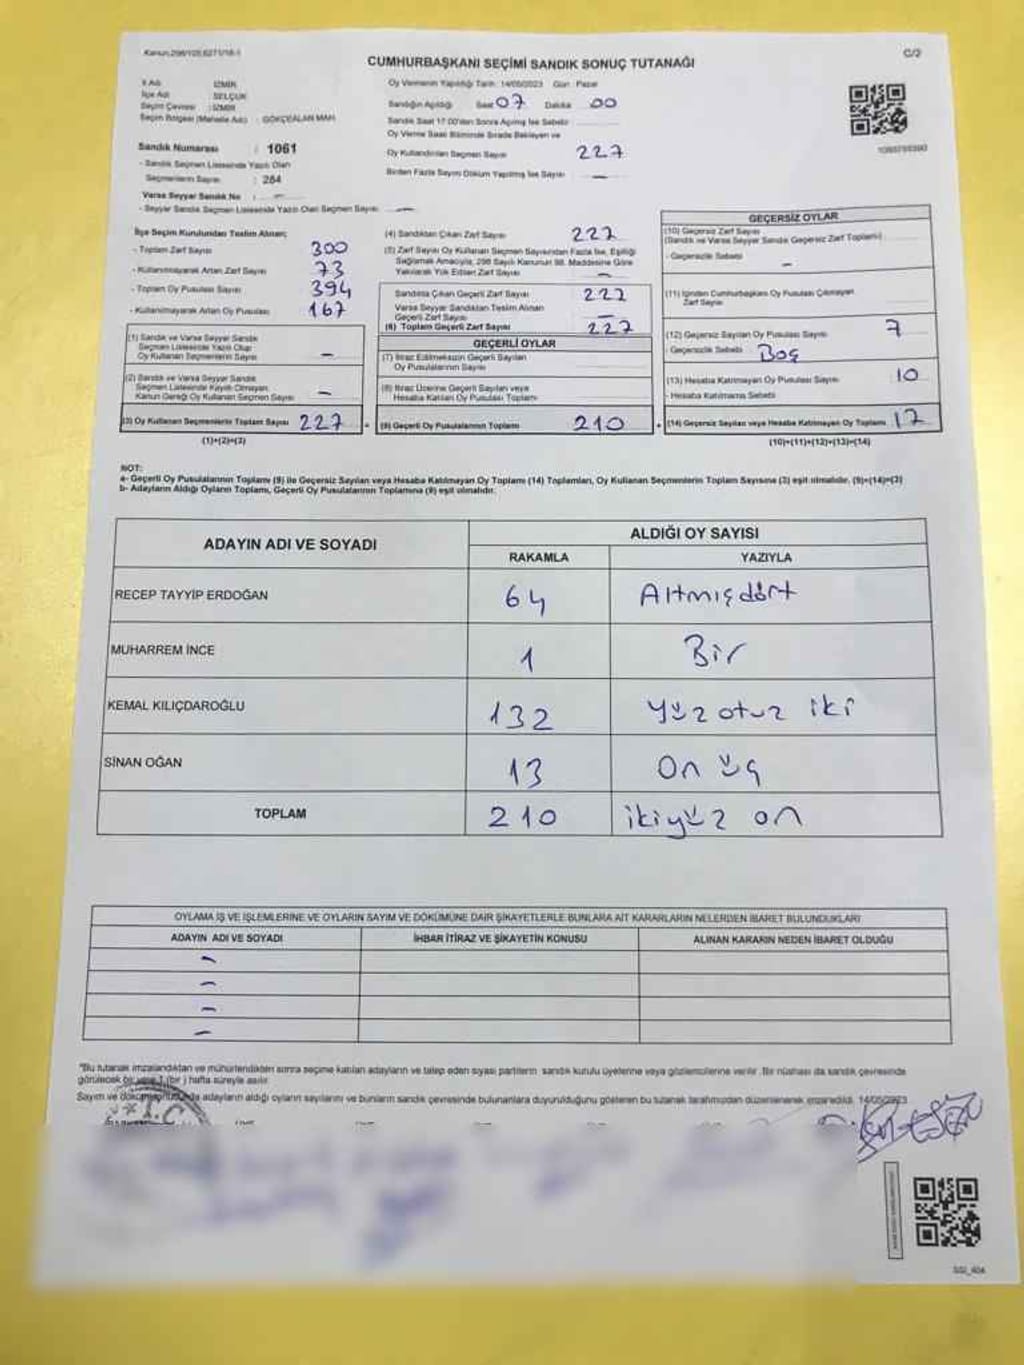 Kanun:298/105,6271/18-1
C/2
CUMHURBAŞKANI SEÇİMİ SANDIK SONUÇ TUTANAĞI
İl Adı : İZMİR
İlçe Adı : SELÇUK
Seçim Çevresi : İZMİR
Seçim Bölgesi (Mahalle Adı) : GÖKÇEALAN MAH.
Sandık Numarası : 1061
- Sandık Seçmen Listesinde Yazılı Olan
Seçmenlerin Sayısı : 284
Varsa Seyyar Sandık No : —
- Seyyar Sandık Seçmen Listesinde Yazılı Olan Seçmen Sayısı —
Oy Vermenin Yapıldığı Tarih: 14/05/2023 Gün: Pazar
Sandığın Açıldığı Saat 07 Dakika 00
Sandık Saat 17.00'den Sonra Açılmış İse Sebebi
Oy Verme Saati Bitiminde Sırada Bekleyen ve
Oy Kullandırılan Seçmen Sayısı 227
Birden Fazla Sayım Döküm Yapılmış İse Sayısı —
İlçe Seçim Kurulundan Teslim Alınan;
- Toplam Zarf Sayısı 300
- Kullanılmayarak Artan Zarf Sayısı 73
- Toplam Oy Pusulası Sayısı 394
- Kullanılmayarak Artan Oy Pusulası 167
(1) Sandık ve Varsa Seyyar Sandık
Seçmen Listesinde Yazılı Olup
Oy Kullanan Seçmen Sayısı —
(2) Sandık ve Varsa Seyyar Sandık
Seçmen Listesinde Kayıtlı Olmayan,
Kanun Gereği Oy Kullanan Seçmen Sayısı —
(3) Oy Kullanan Seçmenlerin Toplam Sayısı 227
(1)+(2)=(3)
(4) Sandıktan Çıkan Zarf Sayısı 227
(5) Zarf Sayısı Oy Kullanan Seçmen Sayısından Fazla İse, Eşitliği
Sağlamak Amacıyla, 298 Sayılı Kanunun 98. Maddesine Göre
Yakılarak Yok Edilen Zarf Sayısı —
Sandıkta Çıkan Geçerli Zarf Sayısı 227
Varsa Seyyar Sandıktan Teslim Alınan
Geçerli Zarf Sayısı —
(6) Toplam Geçerli Zarf Sayısı 227
GEÇERLİ OYLAR
(7) İtiraz Edilmeksizin Geçerli Sayılan
Oy Pusulalarının Sayısı
(8) İtiraz Üzerine Geçerli Sayılan veya
Hesaba Katılan Oy Pusulası Toplamı
(9) Geçerli Oy Pusulalarının Toplamı 210
GEÇERSİZ OYLAR
(10) Geçersiz Zarf Sayısı
(Sandık ve Varsa Seyyar Sandık Geçersiz Zarf Toplamı)
- Geçersizlik Sebebi —
(11) İçinden Cumhurbaşkanı Oy Pusulası Çıkmayan
Zarf Sayısı
(12) Geçersiz Sayılan Oy Pusulası Sayısı 7
- Geçersizlik Sebebi Boş
(13) Hesaba Katılmayan Oy Pusulası Sayısı 10
- Hesaba Katılmama Sebebi
(14) Geçersiz Sayılan veya Hesaba Katılmayan Oy Toplamı 17
(10)+(11)+(12)+(13)=(14)
NOT:
a- Geçerli Oy Pusulalarının Toplamı (9) ile Geçersiz Sayılan veya Hesaba Katılmayan Oy Toplamı (14) Toplamları, Oy Kullanan Seçmenlerin Toplam Sayısına (3) eşit olmalıdır. (9)+(14)=(3)
b- Adayların Aldığı Oyların Toplamı, Geçerli Oy Pusulalarının Toplamına (9) eşit olmalıdır.
ADAYIN ADI VE SOYADI
ALDIĞI OY SAYISI
RAKAMLA YAZIYLA
RECEP TAYYİP ERDOĞAN 64 Altmışdört
MUHARREM İNCE 1 Bir
KEMAL KILIÇDAROĞLU 132 yüzotuz iki
SİNAN OĞAN 13 On üç
TOPLAM 210 ikiyüz on
OYLAMA İŞ VE İŞLEMLERİNE VE OYLARIN SAYIM VE DÖKÜMÜNE DAİR ŞİKAYETLERLE BUNLARA AİT KARARLARIN NELERDEN İBARET BULUNDUKLARI
ADAYIN ADI VE SOYADI İHBAR İTİRAZ VE ŞİKAYETİN KONUSU ALINAN KARARIN NEDEN İBARET OLDUĞU
—
—
—
—
"Bu tutanak imzalandıktan ve mühürlendikten sonra seçime katılan adayların ve talep eden siyasi partilerin sandık kurulu üyelerine veya gözlemcilerine verilir. Bir nüshası da sandık çevresinde
görülecek bir yere 1 (bir) hafta süreyle asılır.
Sayım ve döküm sonunda adayların aldığı oyların sayılarını ve bunların sandık çevresinde bulunanlara duyurulduğunu gösteren bu tutanak tarafımızdan düzenlenerek imzaladı. 14/05/2023
T.C